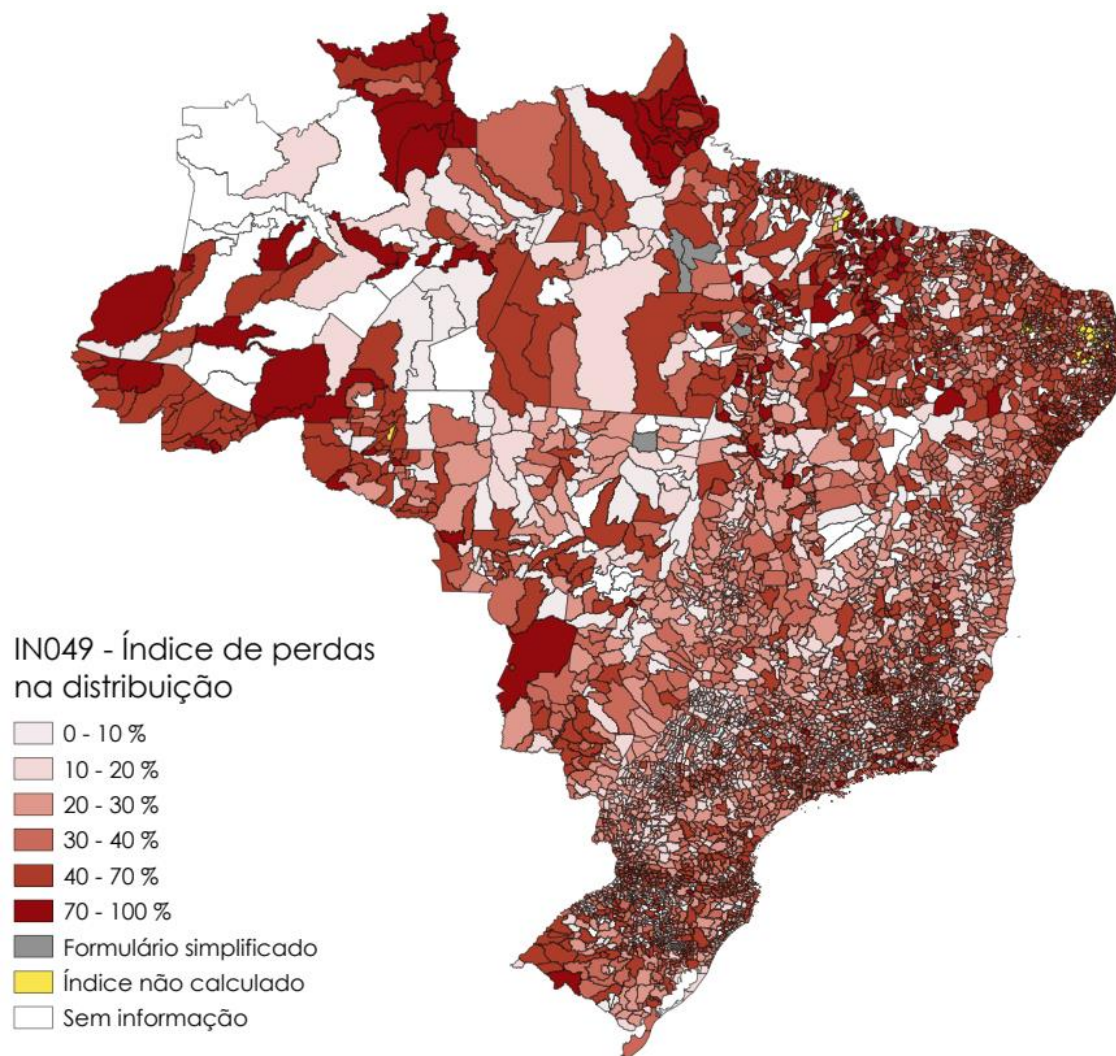 IN049 - Índice de perdas
na distribuição
0 - 10 %
10 - 20 %
20 - 30 %
30 - 40 %
40 - 70 %
70 - 100 %
Formulário simplificado
Índice não calculado
Sem informação